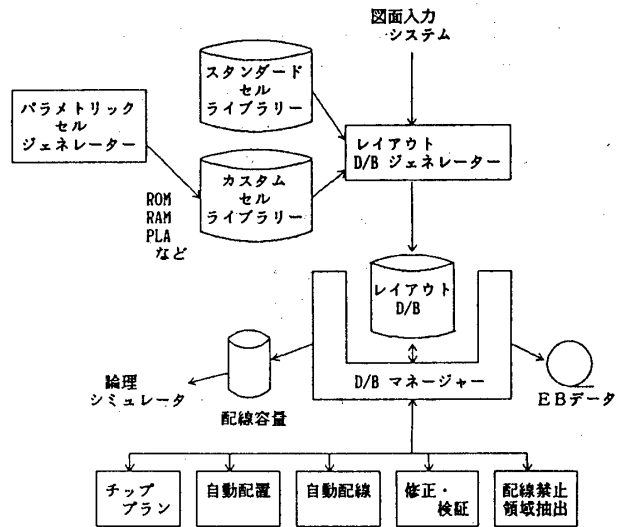 図面入力
システム
スタンダード
セル
ライブラリー
パラメトリック
セル
ジェネレーター
レイアウト
D/B ジェネレーター
カスタム
セル
ライブラリー
ROM
RAM
PLA
など
レイアウト
D/B
D/B マネージャー
論理
シミュレータ
配線容量
EBデータ
チップ
プラン
自動配置
自動配線
修正・
検証
配線禁止
領域抽出